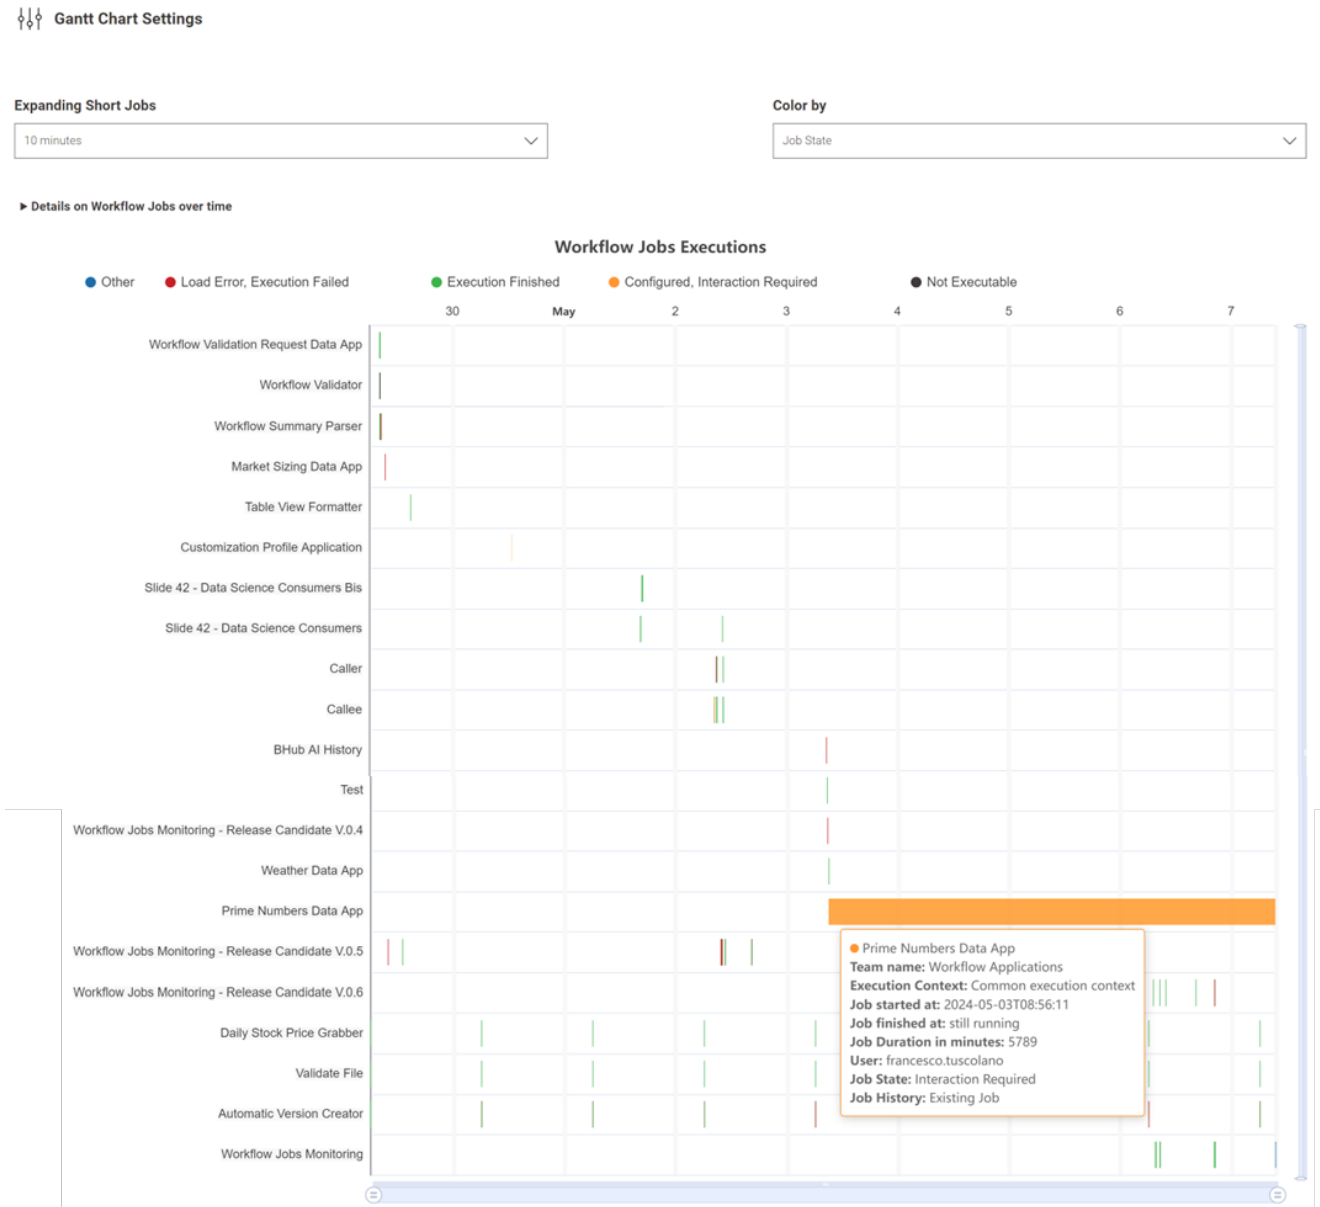 Gantt Chart Settings
Expanding Short Jobs
Color by
10 minutes
Job State
Details on Workflow Jobs over time
Workflow Jobs Executions
Other
Load Error, Execution Failed
Execution Finished
Configured, Interaction Required
Not Executable
30 May 2 3 4 5 6 7
Workflow Validation Request Data App
Workflow Validator
Workflow Summary Parser
Market Sizing Data App
Table View Formatter
Customization Profile Application
Slide 42 - Data Science Consumers Bis
Slide 42 - Data Science Consumers
Caller
Callee
BHub AI History
Test
Workflow Jobs Monitoring - Release Candidate V.0.4
Weather Data App
Prime Numbers Data App
Workflow Jobs Monitoring - Release Candidate V.0.5
Workflow Jobs Monitoring - Release Candidate V.0.6
Daily Stock Price Grabber
Validate File
Automatic Version Creator
Workflow Jobs Monitoring
Prime Numbers Data App
Team name: Workflow Applications
Execution Context: Common execution context
Job started at: 2024-05-03T08:56:11
Job finished at: still running
Job Duration in minutes: 5789
User: francesco.tuscolano
Job State: Interaction Required
Job History: Existing Job